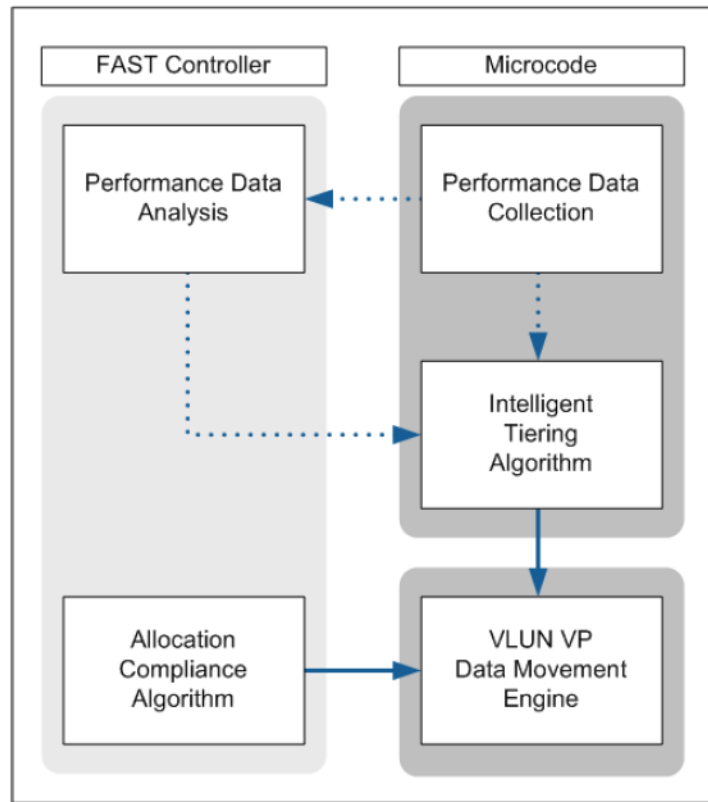 FAST Controller
Microcode
Performance Data
Analysis
Performance Data
Collection
Intelligent
Tiering
Algorithm
Allocation
Compliance
Algorithm
VLUN VP
Data Movement
Engine